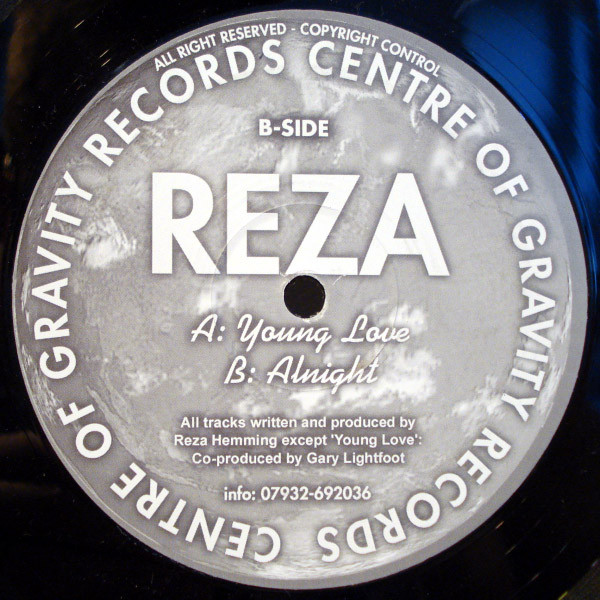 ALL RIGHT RESERVED - COPYRIGHT CONTROL
CENTRE OF GRAVITY RECORDS CENTRE OF GRAVITY RECORDS
B-SIDE
REZA
A: Young Love
B: Alnight
All tracks written and produced by
Reza Hemming except 'Young Love':
Co-produced by Gary Lightfoot
info: 07932-692036